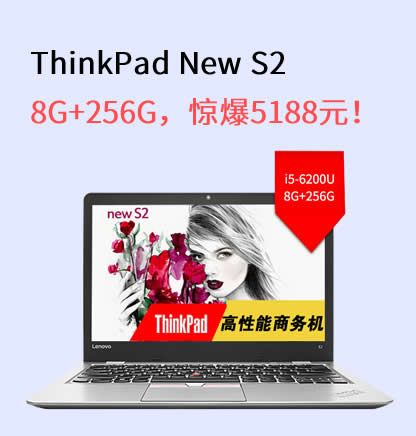 ThinkPad New S2
8G+256G，惊爆5188元！
i5-6200U
8G+256G
new S2
ThinkPad 高性能商务机
Lenovo
S2